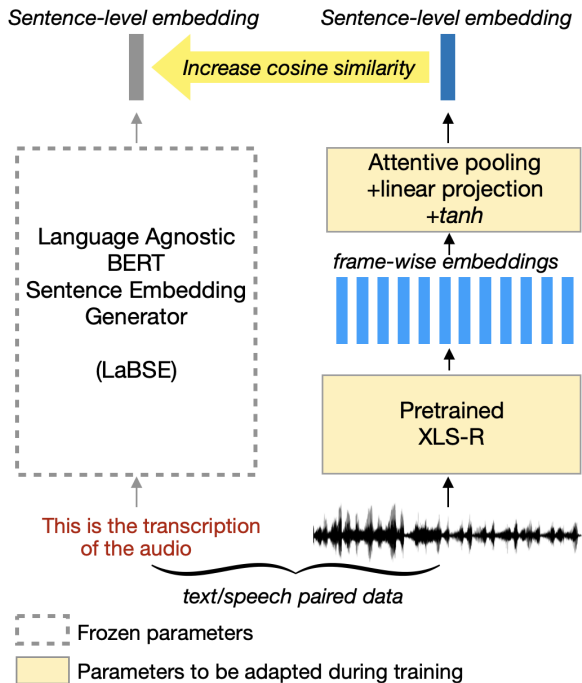 Sentence-level embedding
Sentence-level embedding
Increase cosine similarity
Language Agnostic
BERT
Sentence Embedding
Generator
(LaBSE)
Attentive pooling
+linear projection
+tanh
frame-wise embeddings
Pretrained
XLS-R
This is the transcription
of the audio
text/speech paired data
Frozen parameters
Parameters to be adapted during training